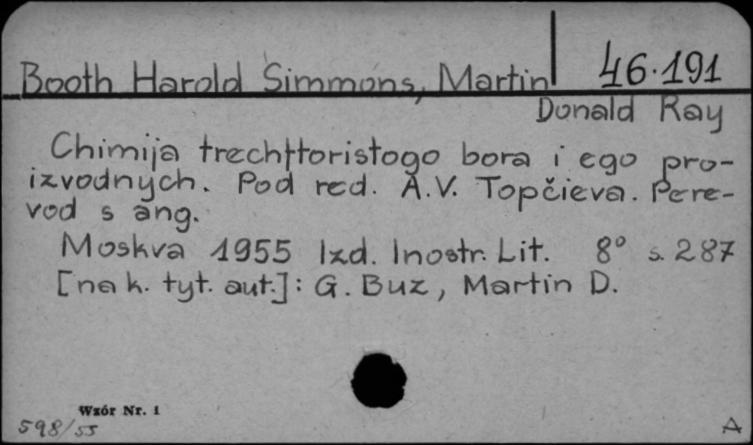 Booth Harold Simmons, Martin 46.191
Donald Ray
Chimija trechftoristogo bora i ego pro-
izvodnych. Pod red. A.V. Topčieva. Pere-
vod s ang.
Moskva 1955 Izd. Inostr. Lit. 8° s. 287
[na k. tyt. aut.]: G. Buz, Martin D.
Wzór Nr. 1
598/55
A